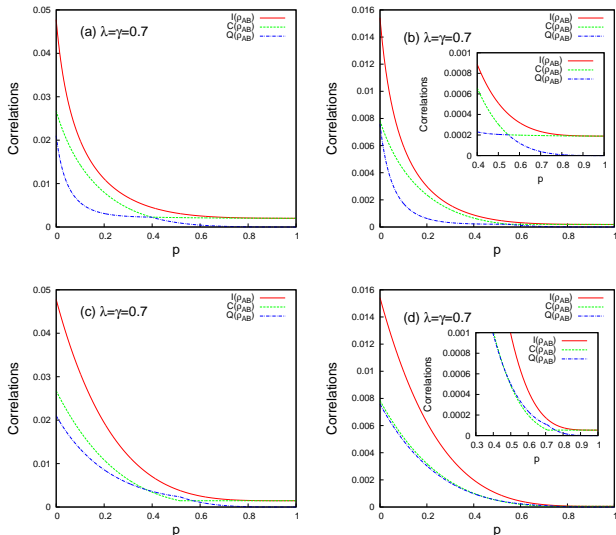 (a) λ=γ=0.7
I(ρAB)
C(ρAB)
Q(ρAB)
Correlations
0.05
0.04
0.03
0.02
0.01
0
0 0.2 0.4 0.6 0.8 1
p
(b) λ=γ=0.7
I(ρAB)
C(ρAB)
Q(ρAB)
Correlations
0.016
0.014
0.012
0.01
0.008
0.006
0.004
0.002
0
0 0.2 0.4 0.6 0.8 1
p
I(ρAB)
C(ρAB)
Q(ρAB)
Correlations
0.001
0.0008
0.0006
0.0004
0.0002
0
0.4 0.5 0.6 0.7 0.8 0.9 1
p
(c) λ=γ=0.7
I(ρAB)
C(ρAB)
Q(ρAB)
Correlations
0.05
0.04
0.03
0.02
0.01
0
0 0.2 0.4 0.6 0.8 1
p
(d) λ=γ=0.7
I(ρAB)
C(ρAB)
Q(ρAB)
Correlations
0.016
0.014
0.012
0.01
0.008
0.006
0.004
0.002
0
0 0.2 0.4 0.6 0.8 1
p
I(ρAB)
C(ρAB)
Q(ρAB)
Correlations
0.001
0.0008
0.0006
0.0004
0.0002
0
0.3 0.4 0.5 0.6 0.7 0.8 0.9 1
p